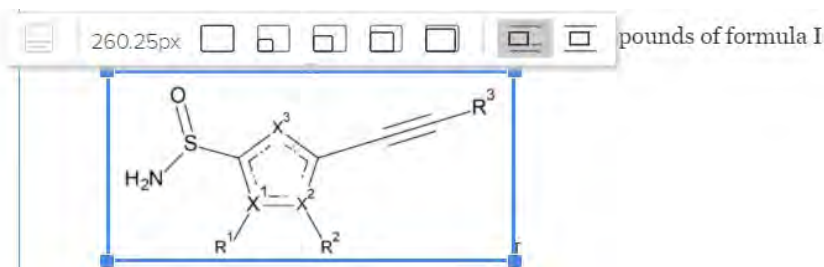 260.25px
pounds of formula I
O
X3
R3
S
H2N
X1 X2
R1 R2